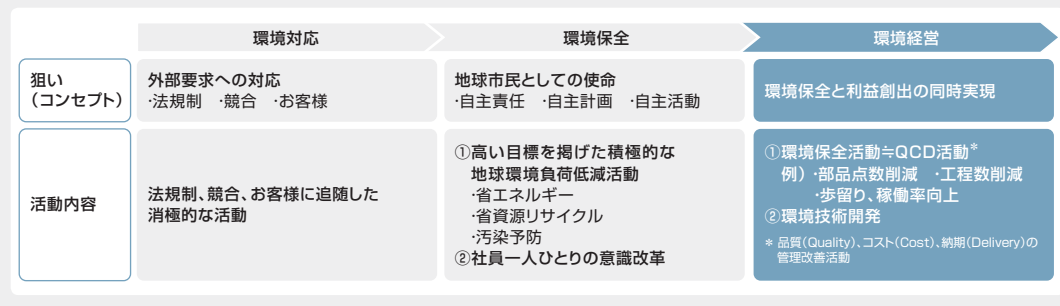 環境対応
環境保全
環境経営
狙い
（コンセプト）
外部要求への対応
·法規制　·競合　·お客様
地球市民としての使命
·自主責任　·自主計画　·自主活動
環境保全と利益創出の同時実現
活動内容
法規制、競合、お客様に追随した
消極的な活動
①高い目標を掲げた積極的な
地球環境負荷低減活動
·省エネルギー
·省資源リサイクル
·汚染予防
②社員一人ひとりの意識改革
①環境保全活動≒QCD活動*
例）·部品点数削減　·工程数削減
·歩留り、稼働率向上
②環境技術開発
* 品質（Quality）、コスト（Cost）、納期（Delivery）の
管理改善活動